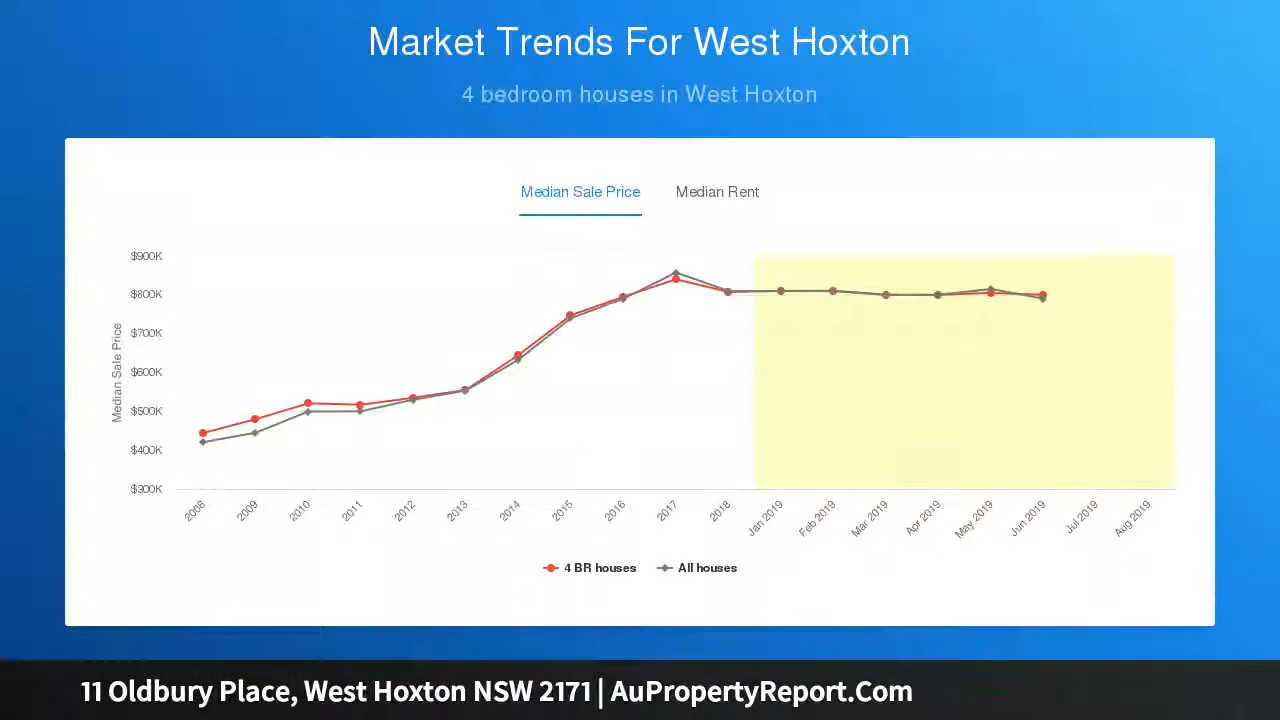 Market Trends For West Hoxton
4 bedroom houses in West Hoxton
Median Sale Price Median Rent
Median Sale Price
$900K
$800K
$700K
$600K
$500K
$400K
$300K
2008 2009 2010 2011 2012 2013 2014 2015 2016 2017 2018 Jan 2019 Feb 2019 Mar 2019 Apr 2019 May 2019 Jun 2019 Jul 2019 Aug 2019
4 BR houses All houses
11 Oldbury Place, West Hoxton NSW 2171 | AuPropertyReport.Com